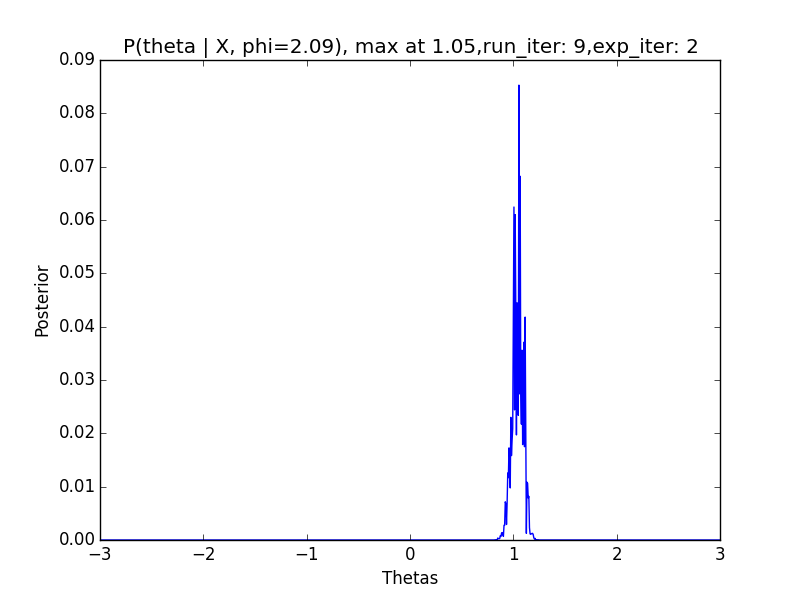 P(theta | X, phi=2.09), max at 1.05,run_iter: 9,exp_iter: 2
0.09
0.08
0.07
0.06
0.05
0.04
0.03
0.02
0.01
0.00
Posterior
−3 −2 −1 0 1 2 3
Thetas